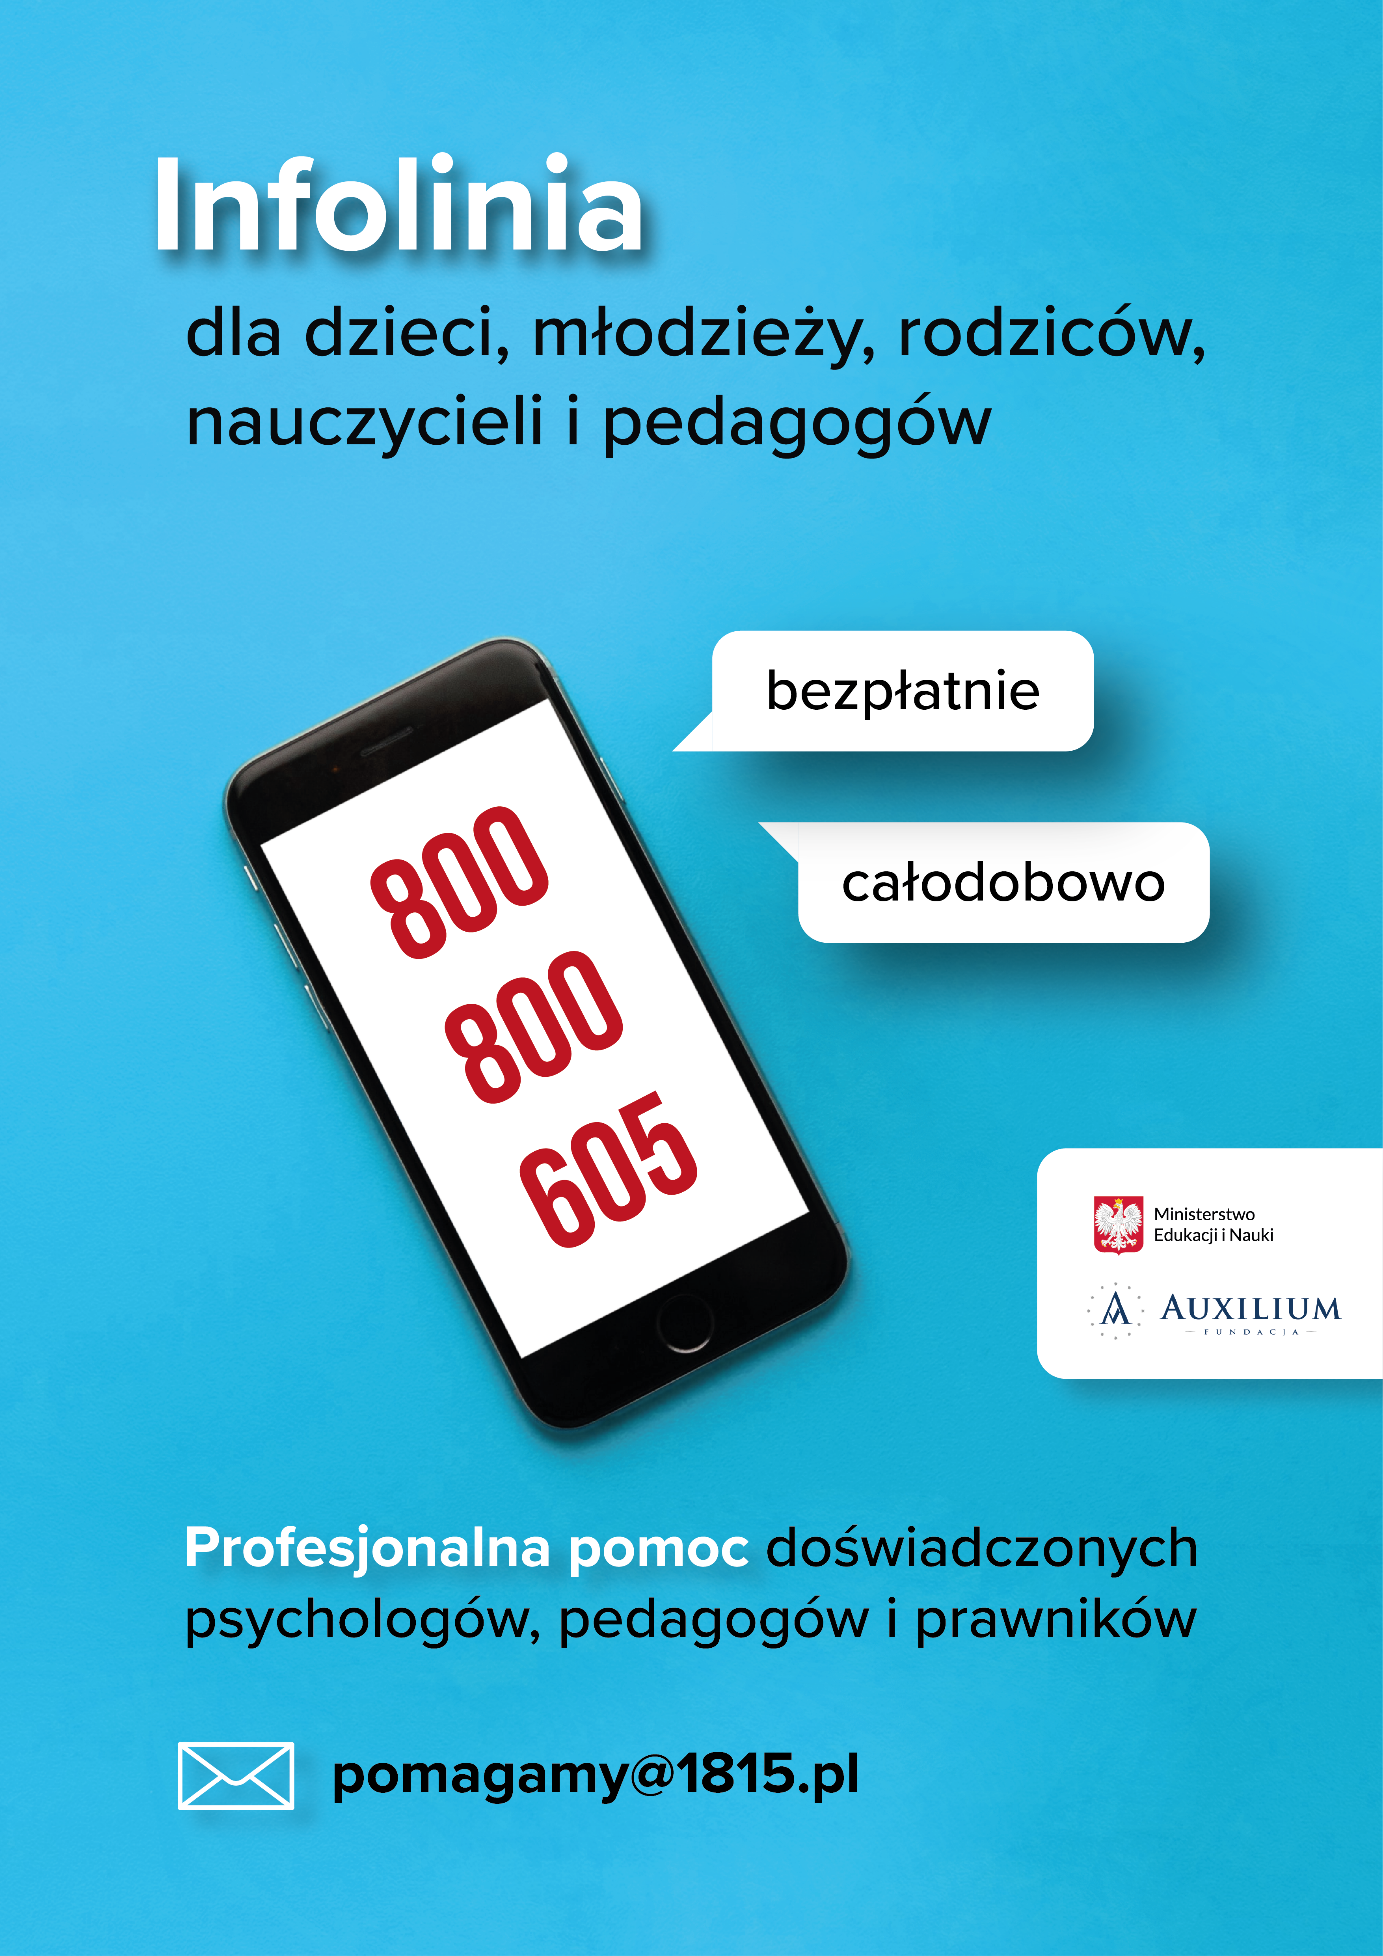 Infolinia
dla dzieci, młodzieży, rodziców,
nauczycieli i pedagogów
bezpłatnie
całodobowo
800
800
605
Ministerstwo
Edukacji i Nauki
AUXILIUM
FUNDACJA
Profesjonalna pomoc doświadczonych
psychologów, pedagogów i prawników
pomagamy@1815.pl